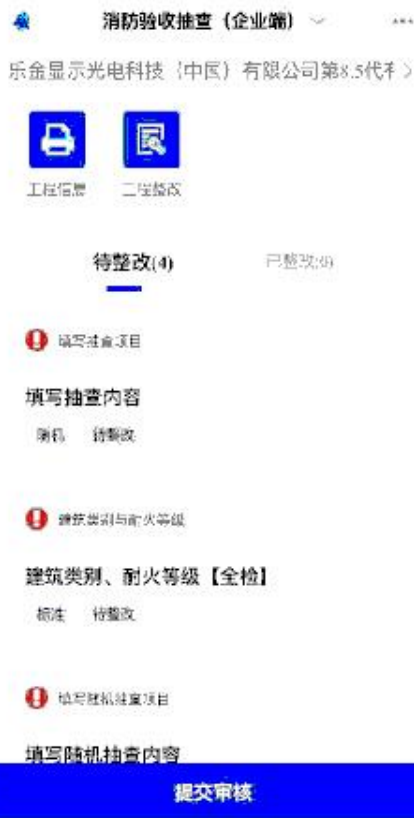 消防验收抽查（企业端）
乐金显示光电科技（中国）有限公司第8.5代
工程信息 工程整改
待整改(4) 已整改(0)
填写抽查项目
填写抽查内容
随机 待整改
建筑类别与耐火等级
建筑类别、耐火等级【全检】
标准 待整改
填写随机抽查项目
填写随机抽查内容
提交审核